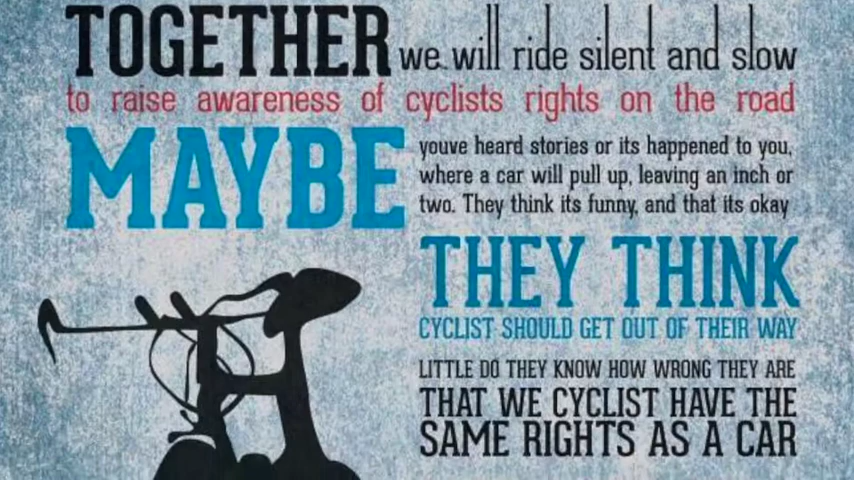 TOGETHER we will ride silent and slow
to raise awareness of cyclists rights on the road
MAYBE
youve heard stories or its happened to you,
where a car will pull up, leaving an inch or
two. They think its funny, and that its okay
THEY THINK
CYCLIST SHOULD GET OUT OF THEIR WAY
LITTLE DO THEY KNOW HOW WRONG THEY ARE
THAT WE CYCLIST HAVE THE
SAME RIGHTS AS A CAR